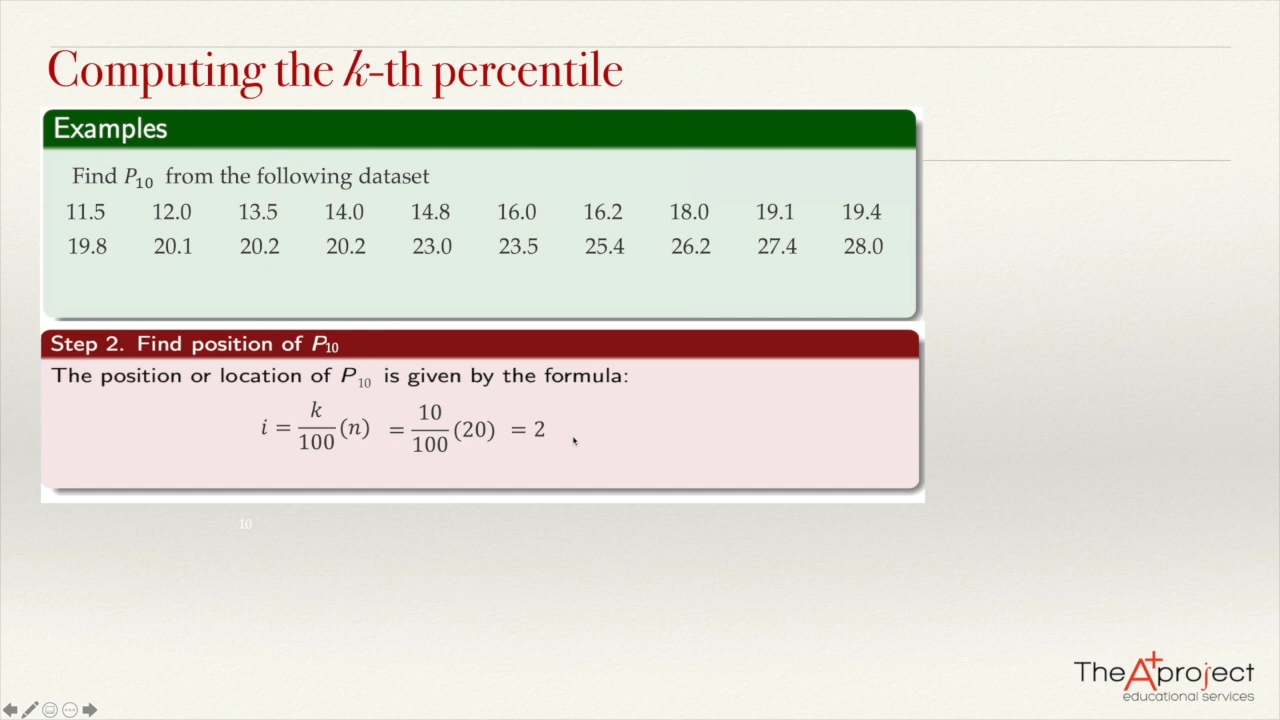 Computing the k-th percentile
Examples
Find P₁₀ from the following dataset
11.5 12.0 13.5 14.0 14.8 16.0 16.2 18.0 19.1 19.4
19.8 20.1 20.2 20.2 23.0 23.5 25.4 26.2 27.4 28.0
Step 2. Find position of P₁₀
The position or location of P₁₀ is given by the formula:
i = k/100 (n) = 10/100 (20) = 2
10
The A+ project
educational services